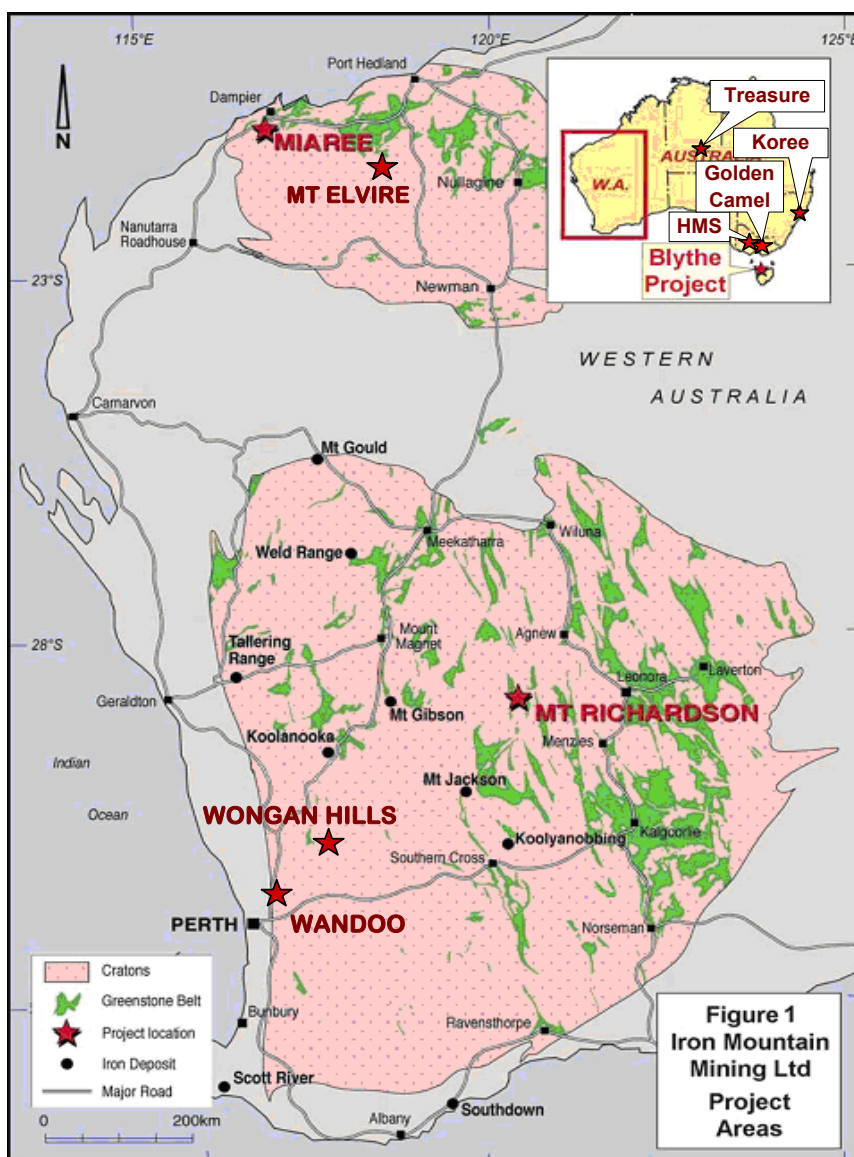 115°E
120°E
125°E
Port Hedland
Dampier
MIAREE
MT ELVIRE
Nullagine
N
Nanutarra
Roadhouse
23°S
Newman
Treasure
Koree
AUSTRALIA
W.A.
Golden
Camel
HMS
Blythe
Project
WESTERN
AUSTRALIA
Carnarvon
Mt Gould
Meekatharra
Wiluna
Weld Range
28°S
Tallering
Range
Mount
Magnet
Agnew
Leonora
Laverton
Geraldton
Mt Gibson
MT RICHARDSON
Koolanooka
Menzies
Indian
Ocean
Mt Jackson
WONGAN HILLS
Koolyanobbing
Kalgoorlie
Southern Cross
WANDOO
PERTH
Norseman
Cratons
Greenstone Belt
Project location
Iron Deposit
Major Road
0
200km
Bunbury
Ravensthorpe
Scott River
Southdown
Albany
Figure 1
Iron Mountain
Mining Ltd
Project
Areas